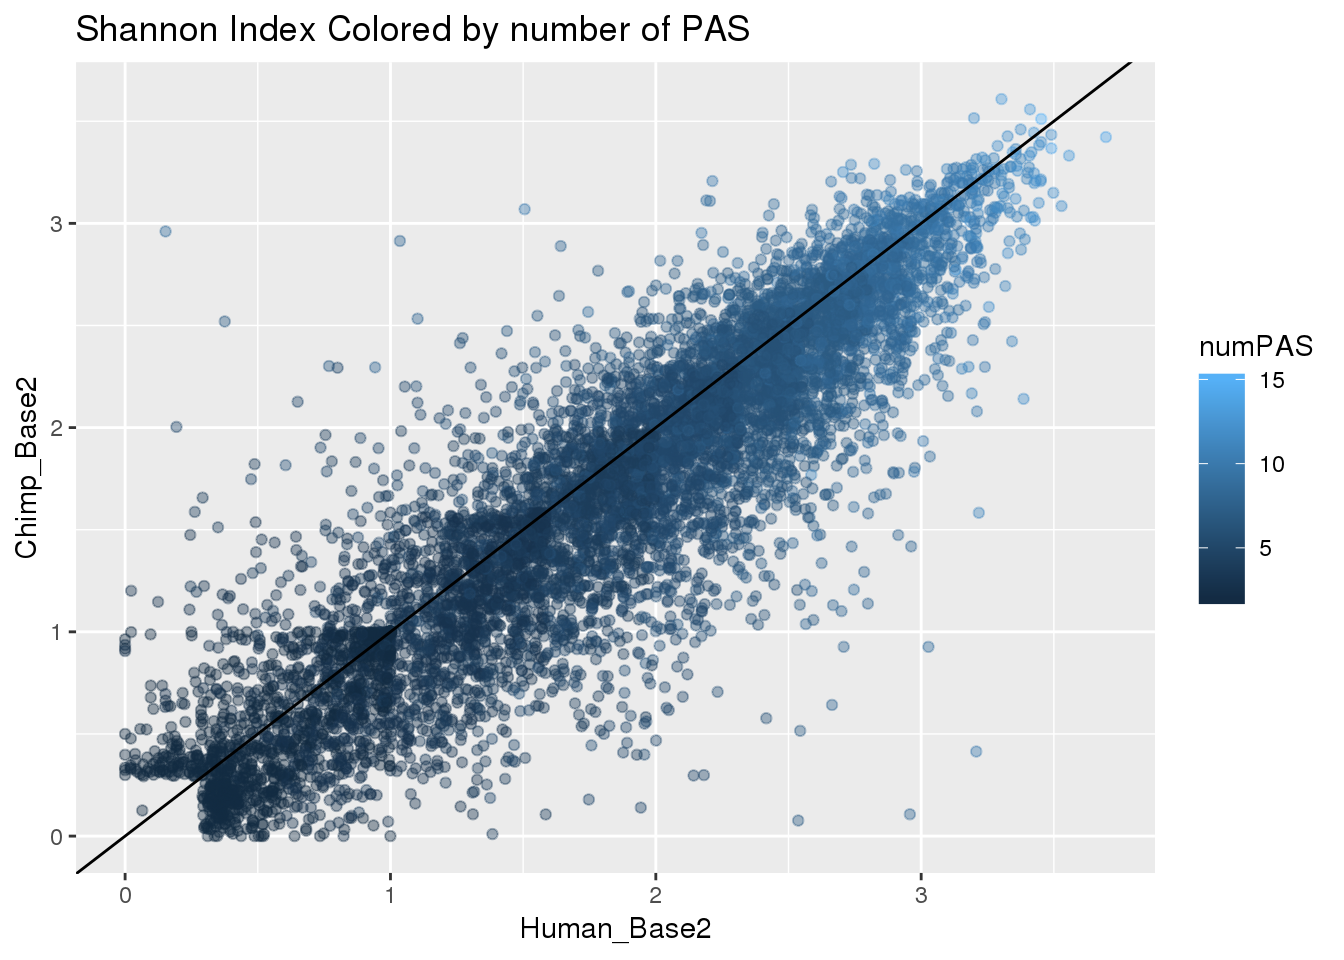 Shannon Index Colored by number of PAS
Chimp_Base2
3
2
1
0
0 1 2 3
Human_Base2
numPAS
15
10
5